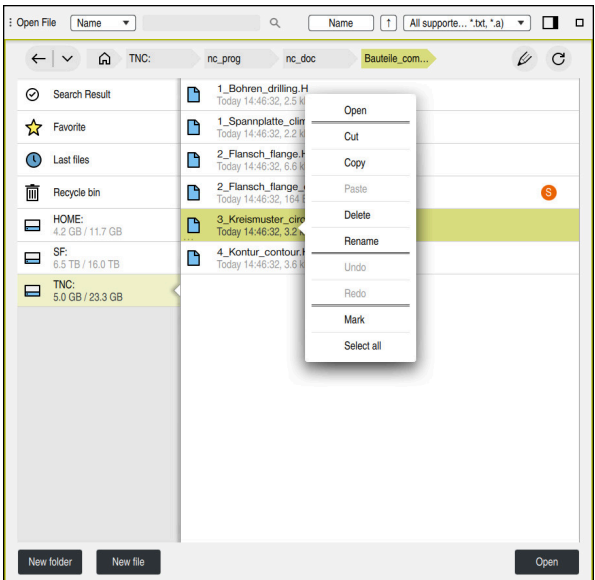 Open File Name Name ↑ All supporte... *.txt, *.a)
TNC: nc_prog nc_doc Bauteile_com...
Search Result
Favorite
Last files
Recycle bin
HOME:
4.2 GB / 11.7 GB
SF:
6.5 TB / 16.0 TB
TNC:
5.0 GB / 23.3 GB
1_Bohren_drilling.H
Today 14:46:32, 2.5
1_Spannplatte
Today 14:46:32, 2.2
2_Flansch_flange.
Today 14:46:32, 6.6
2_Flansch_flange_
Today 14:46:32, 164
S
3_Kreismuster
Today 14:46:32, 3.2
...
4_Kontur_contour.
Today 14:46:32, 3.6
Open
Cut
Copy
Paste
Delete
Rename
Undo
Redo
Mark
Select all
New folder New file Open